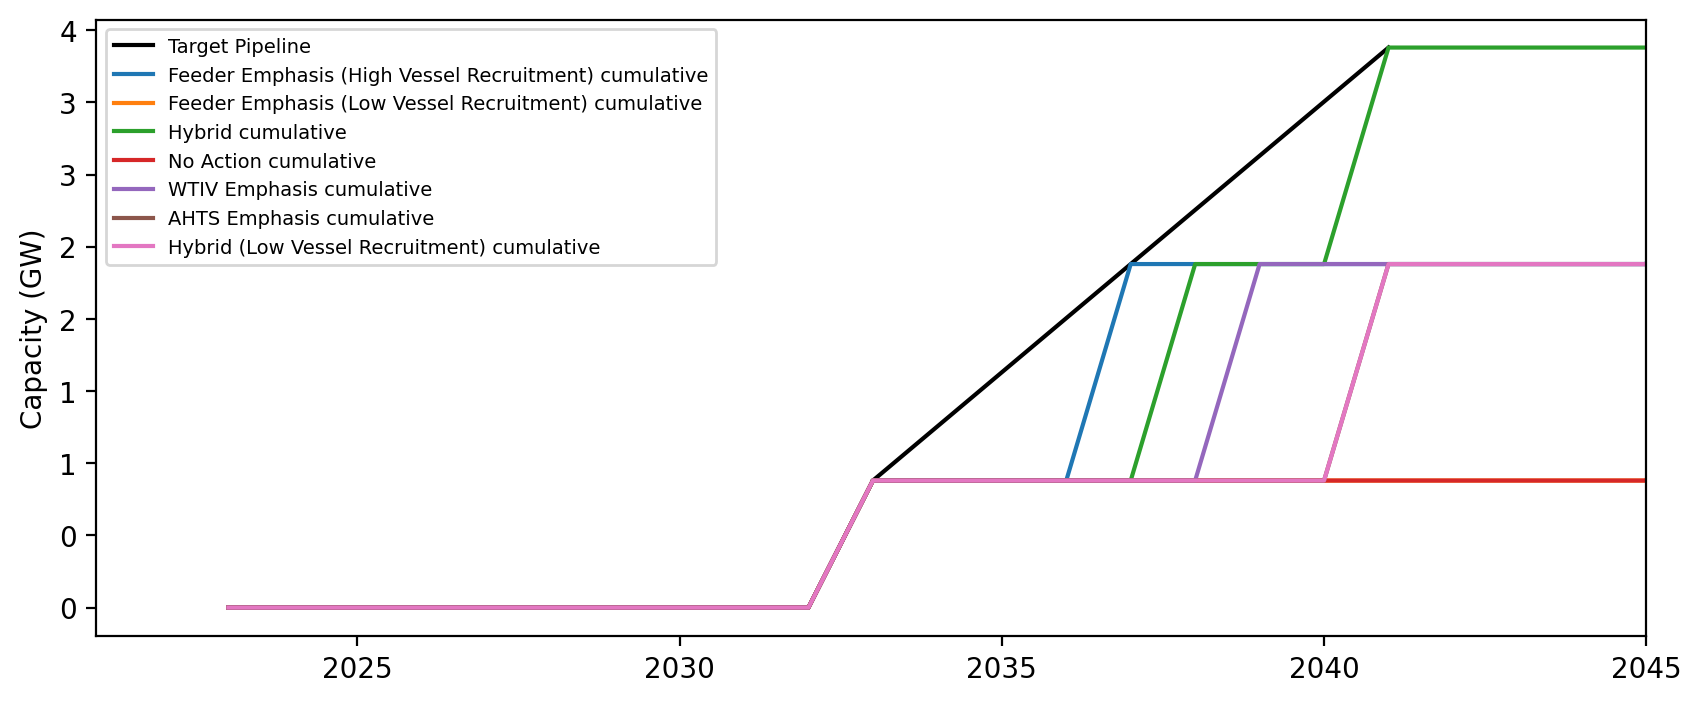 4
3
3
2
2
1
1
0
0
Capacity (GW)
Target Pipeline
Feeder Emphasis (High Vessel Recruitment) cumulative
Feeder Emphasis (Low Vessel Recruitment) cumulative
Hybrid cumulative
No Action cumulative
WTIV Emphasis cumulative
AHTS Emphasis cumulative
Hybrid (Low Vessel Recruitment) cumulative
2025 2030 2035 2040 2045